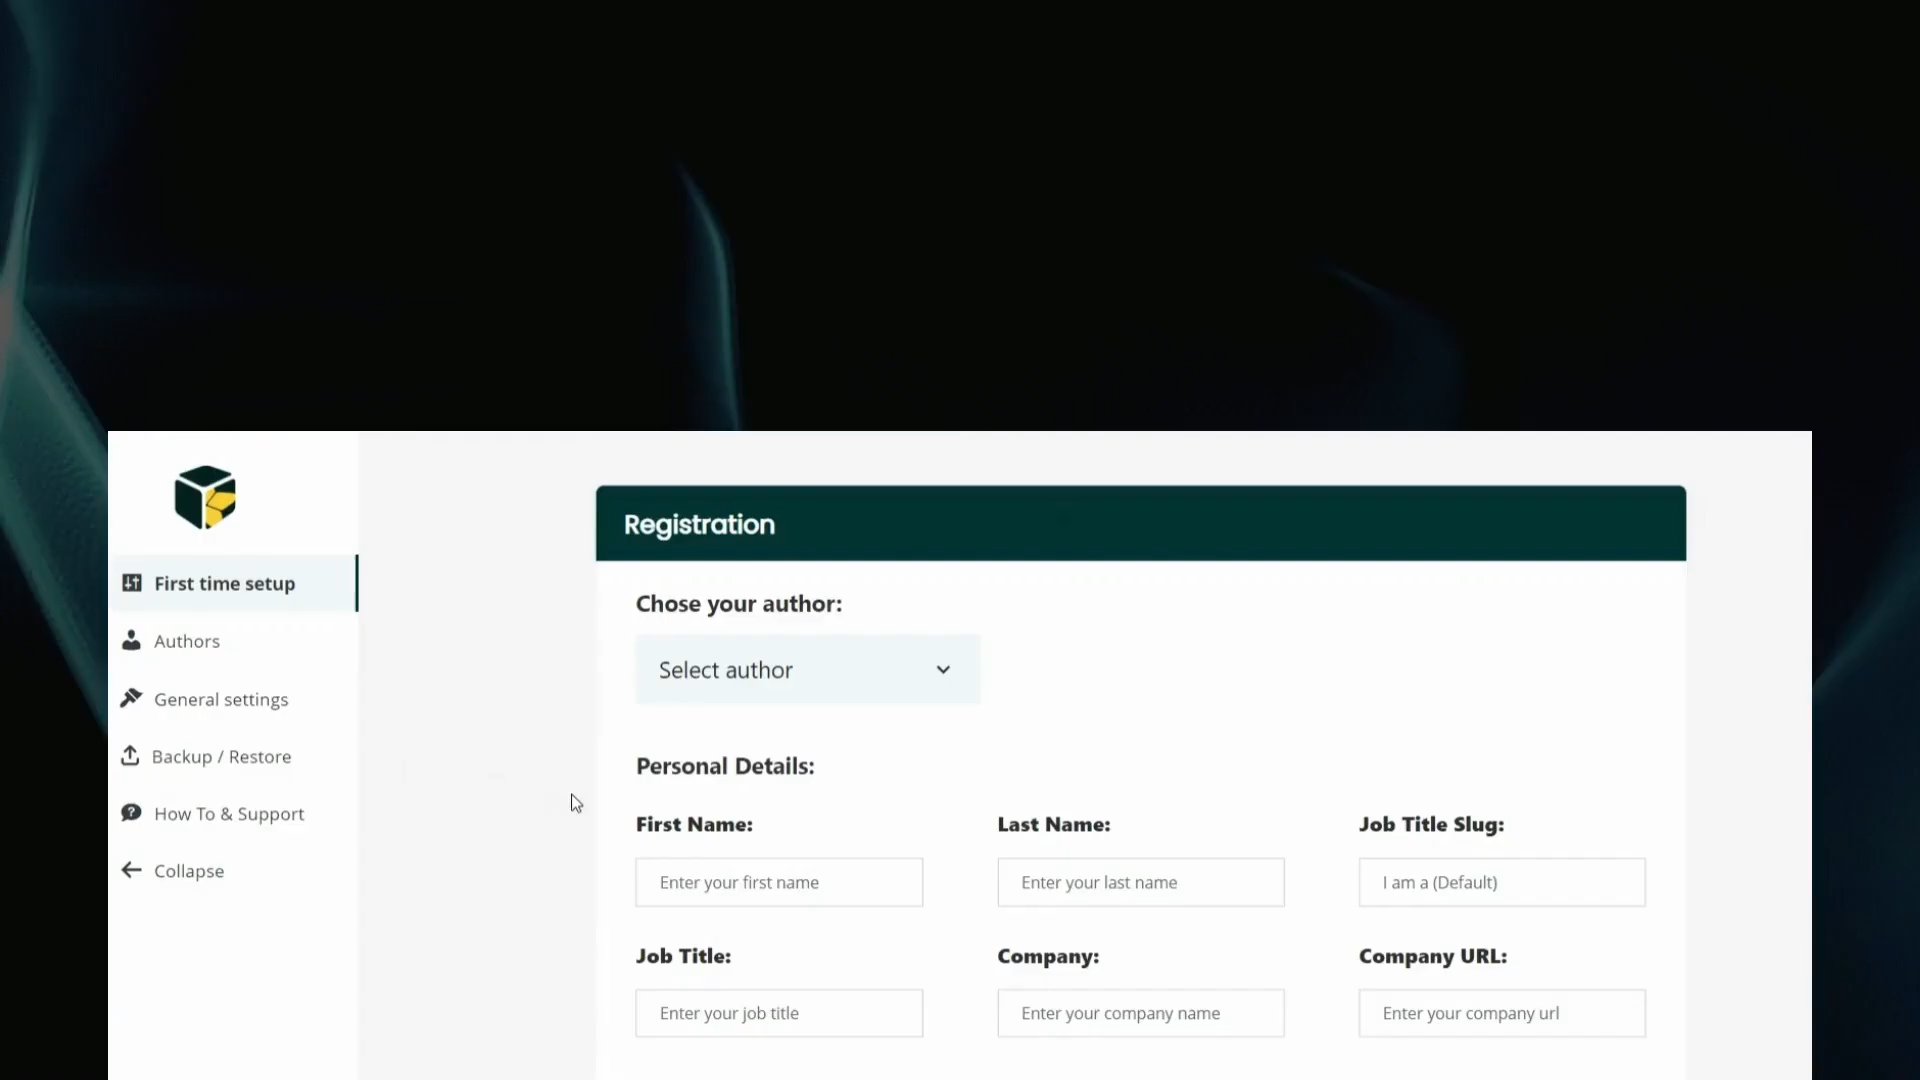 Registration
First time setup
Authors
General settings
Backup / Restore
How To & Support
Collapse
Chose your author:
Select author
Personal Details:
First Name: Last Name: Job Title Slug:
Enter your first name Enter your last name I am a (Default)
Job Title: Company: Company URL:
Enter your job title Enter your company name Enter your company url